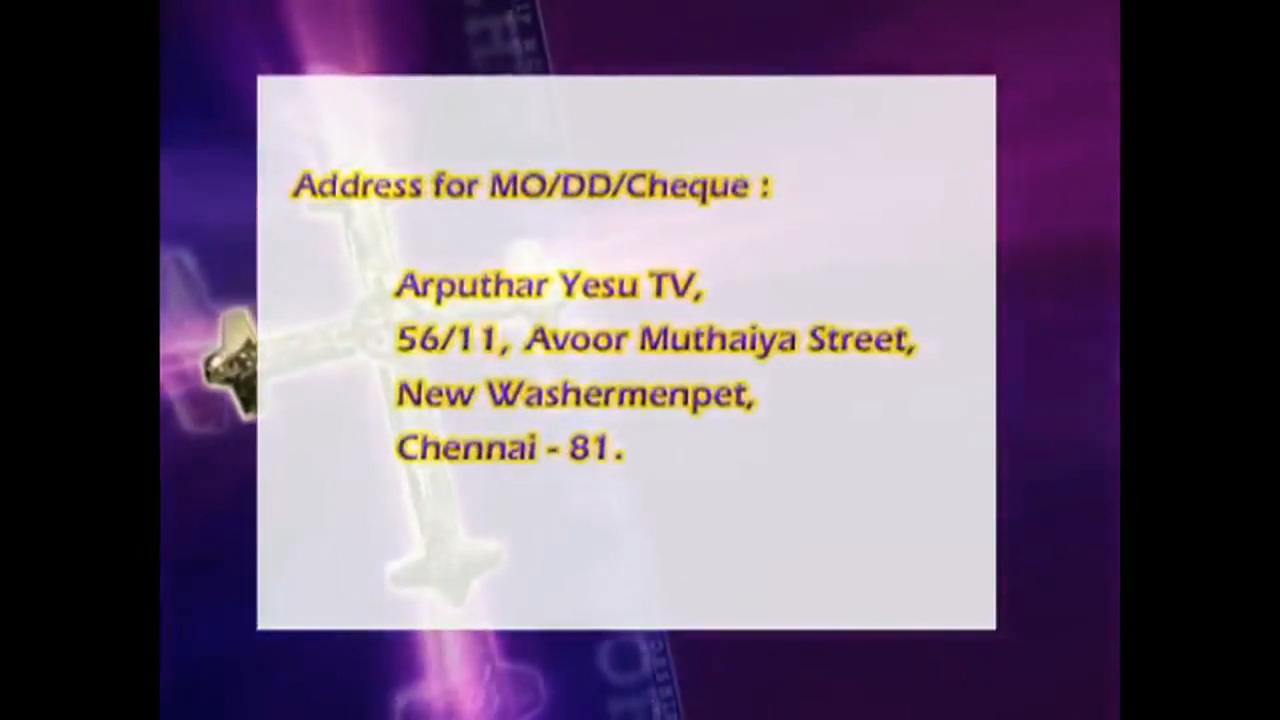 Address for MO/DD/Cheque :
Arputhar Yesu TV,
56/11, Avoor Muthaiya Street,
New Washermenpet,
Chennai - 81.